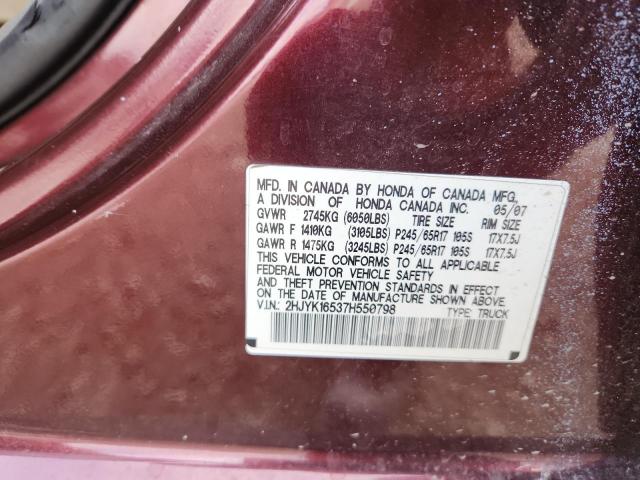 MFD. IN CANADA BY HONDA OF CANADA MFG.,
A DIVISION OF HONDA CANADA INC. 05/07
GVWR 2745KG (6050LBS) TIRE SIZE RIM SIZE
GAWR F 1410KG (3105LBS) P245/65R17 105S 17X7.5J
GAWR R 1475KG (3245LBS) P245/65R17 105S 17X7.5J
THIS VEHICLE CONFORMS TO ALL APPLICABLE
FEDERAL MOTOR VEHICLE SAFETY
AND THEFT PREVENTION STANDARDS IN EFFECT
ON THE DATE OF MANUFACTURE SHOWN ABOVE.
V.I.N: 2HJYK16537H550798 TYPE: TRUCK